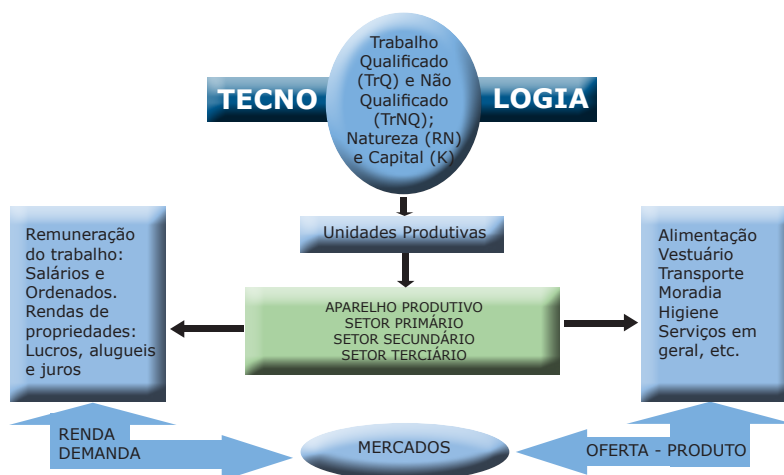 Trabalho
Qualificado
(TrQ) e Não
Qualificado
(TrNQ);
Natureza (RN)
e Capital (K)
TECNO
LOGIA
Unidades Produtivas
Remuneração
do trabalho:
Salários e
Ordenados.
Rendas de
propriedades:
Lucros, alugueis
e juros
APARELHO PRODUTIVO
SETOR PRIMÁRIO
SETOR SECUNDÁRIO
SETOR TERCIÁRIO
Alimentação
Vestuário
Transporte
Moradia
Higiene
Serviços em
geral, etc.
RENDA
DEMANDA
MERCADOS
OFERTA - PRODUTO